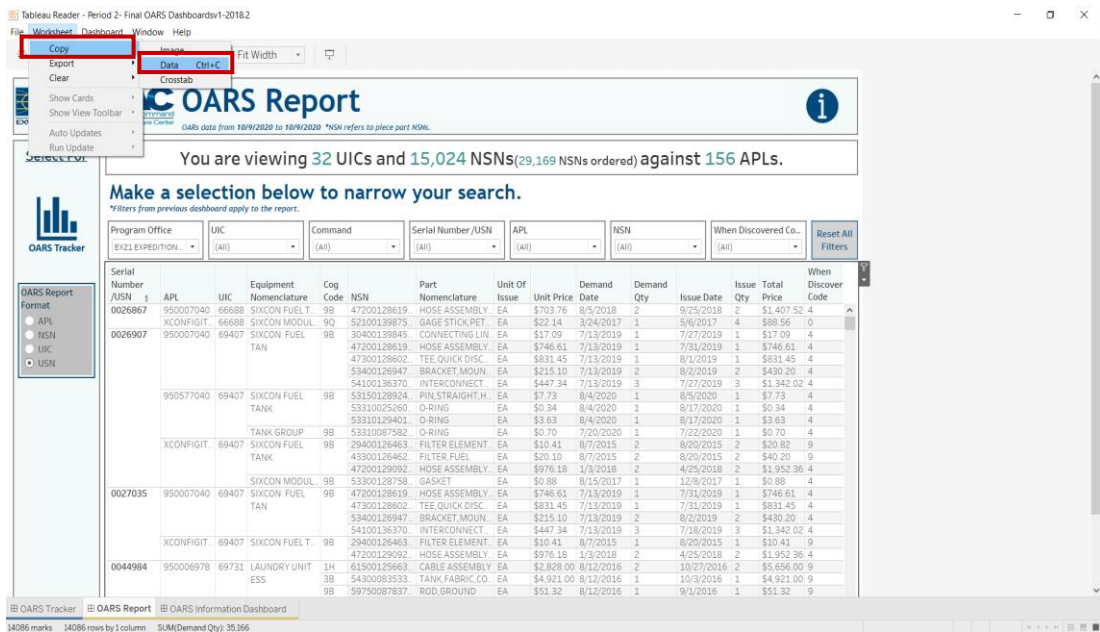 Tableau Reader - Period 2- Final OARS Dashboardsv1-2018.2
File Worksheet Dashboard Window Help
Copy
Export
Clear
Show Cards
Show View Toolbar
Auto Updates
Run Update
Image
Data Ctrl+C
Crosstab
Fit Width
OARS Report
OARs data from 10/9/2020 to 10/9/2020 *NSN refers to piece part NSNs.
You are viewing 32 UICs and 15,024 NSNs(29,169 NSNs ordered) against 156 APLs.
Make a selection below to narrow your search.
*Filters from previous dashboard apply to the report.
OARS Tracker
Program Office UIC Command Serial Number /USN APL NSN When Discovered Co..
EX21 EXPEDITION... (All) (All) (All) (All) (All) (All)
Reset All Filters
OARS Report Format
APL
NSN
UIC
USN
Serial Number /USN APL UIC Equipment Nomenclature Cog Code NSN Part Nomenclature Unit Of Issue Unit Price Demand Date Demand Qty Issue Date Issue Qty Total Price When Discover Code
0026867 950007040 66688 SIXCON FUEL T.. 9B 47200128619.. HOSE ASSEMBLY.. EA $703.76 8/5/2018 2 9/25/2018 2 $1,407.52 4
XCONFIGIT.. 66688 SIXCON MODUL.. 9Q 52100139875.. GAGE STICK,PET.. EA $22.14 3/24/2017 1 5/6/2017 4 $88.56 0
0026907 950007040 69407 SIXCON FUEL TAN 9B 30400139845.. CONNECTING LIN.. EA $17.09 7/13/2019 1 7/27/2019 1 $17.09 4
47200128619.. HOSE ASSEMBLY.. EA $746.61 7/13/2019 1 7/31/2019 1 $746.61 4
47300128602.. TEE,QUICK DISC.. EA $831.45 7/13/2019 1 8/1/2019 1 $831.45 4
53400126947.. BRACKET,MOUN.. EA $215.10 7/13/2019 2 8/2/2019 2 $430.20 4
54100136370.. INTERCONNECT.. EA $447.34 7/13/2019 3 7/27/2019 3 $1,342.02 4
950577040 69407 SIXCON FUEL TANK 9B 53150128924.. PIN,STRAIGHT,H.. EA $7.73 8/4/2020 1 8/5/2020 1 $7.73 4
53310025260.. O-RING EA $0.34 8/4/2020 1 8/17/2020 1 $0.34 4
53310129401.. O-RING EA $3.63 8/4/2020 1 8/17/2020 1 $3.63 4
TANK GROUP 9B 53310087582.. O-RING EA $0.70 7/20/2020 1 7/22/2020 1 $0.70 4
XCONFIGIT.. 69407 SIXCON FUEL TANK 9B 29400126463.. FILTER ELEMENT.. EA $10.41 8/7/2015 2 8/20/2015 2 $20.82 9
43300126462.. FILTER,FUEL EA $20.10 8/7/2015 2 8/20/2015 2 $40.20 9
47200129092.. HOSE ASSEMBLY.. EA $976.18 1/3/2018 2 4/25/2018 2 $1,952.36 4
SIXCON MODUL.. 9B 53300128758.. GASKET EA $0.88 8/15/2017 1 12/8/2017 1 $0.88 4
0027035 950007040 69407 SIXCON FUEL TAN 9B 47200128619.. HOSE ASSEMBLY.. EA $746.61 7/13/2019 1 7/31/2019 1 $746.61 4
47300128602.. TEE,QUICK DISC.. EA $831.45 7/13/2019 1 7/31/2019 1 $831.45 4
53400126947.. BRACKET,MOUN.. EA $215.10 7/13/2019 2 8/2/2019 2 $430.20 4
54100136370.. INTERCONNECT.. EA $447.34 7/13/2019 3 7/18/2019 3 $1,342.02 4
XCONFIGIT.. 69407 SIXCON FUEL T.. 9B 29400126463.. FILTER ELEMENT.. EA $10.41 8/7/2015 1 8/20/2015 1 $10.41 9
47200129092.. HOSE ASSEMBLY.. EA $976.18 1/3/2018 2 4/25/2018 2 $1,952.36 4
0044984 950006978 69731 LAUNDRY UNIT ESS 1H 61500125663.. CABLE ASSEMBLY EA $2,828.00 8/12/2016 2 10/27/2016 2 $5,656.00 9
3B 54300083533.. TANK,FABRIC,CO.. EA $4,921.00 8/12/2016 1 10/3/2016 1 $4,921.00 9
9B 59750087837.. ROD,GROUND EA $51.32 8/12/2016 1 9/1/2016 1 $51.32 9
OARS Tracker OARS Report OARS Information Dashboard
14086 marks 14086 rows by 1 column SUM(Demand Qty): 35,166